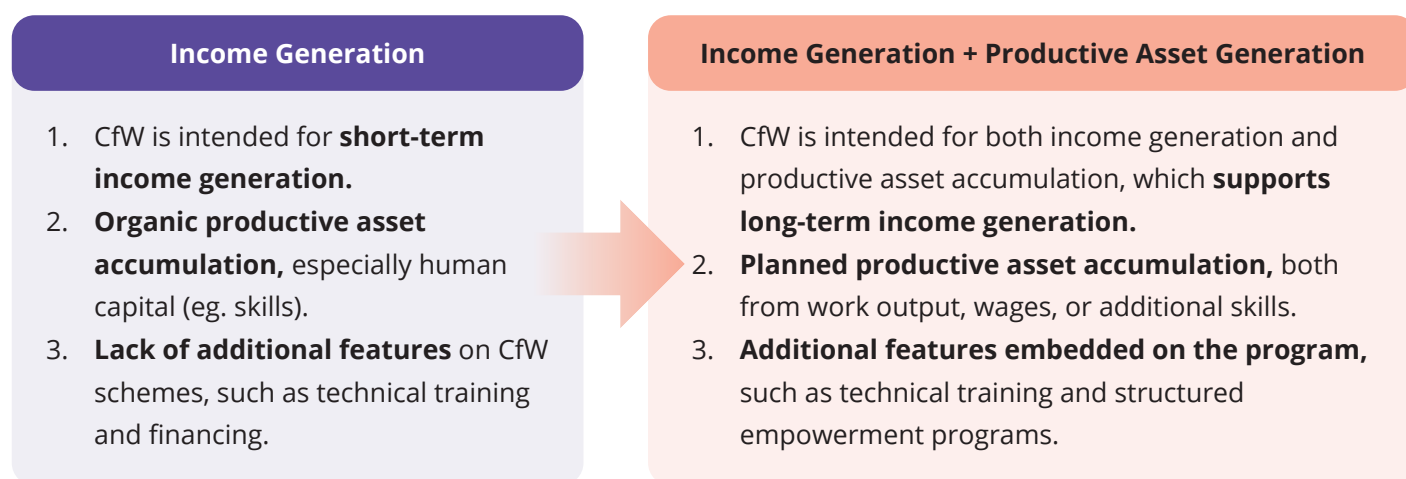 Income Generation
1. CfW is intended for short-term
income generation.
2. Organic productive asset
accumulation, especially human
capital (eg. skills).
3. Lack of additional features on CfW
schemes, such as technical training
and financing.
Income Generation + Productive Asset Generation
1. CfW is intended for both income generation and
productive asset accumulation, which supports
long-term income generation.
2. Planned productive asset accumulation, both
from work output, wages, or additional skills.
3. Additional features embedded on the program,
such as technical training and structured
empowerment programs.